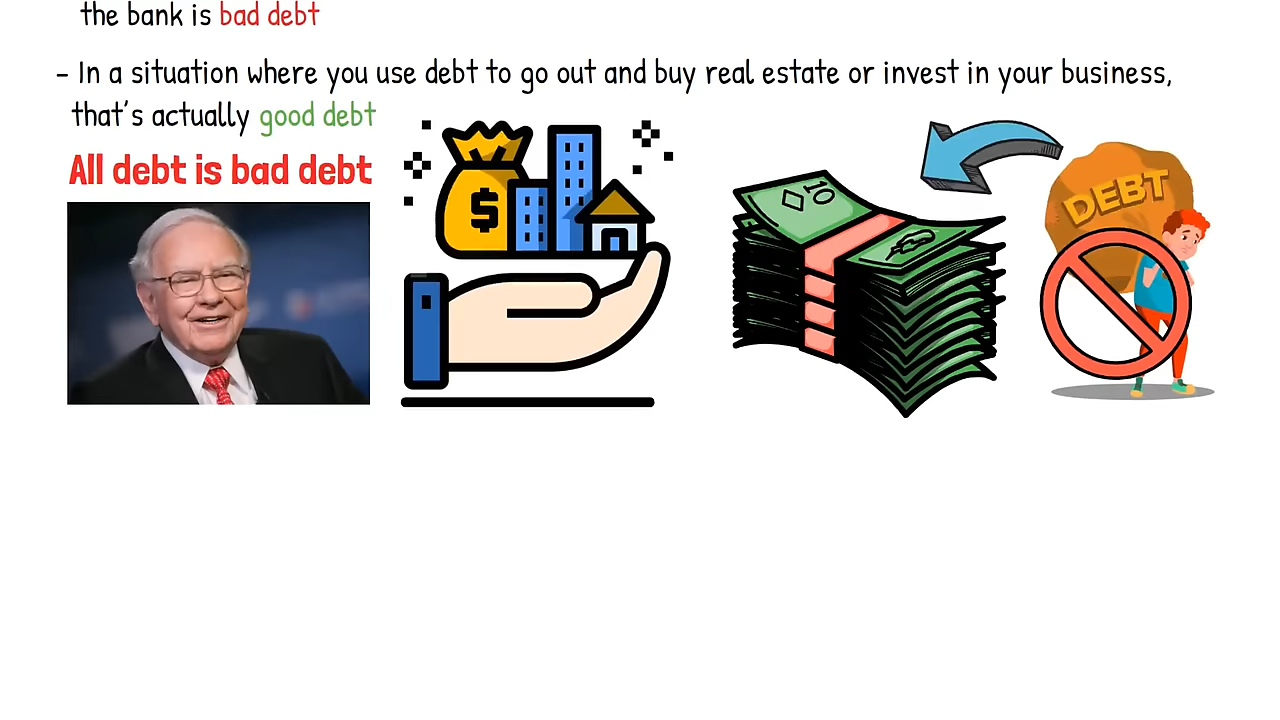 the bank is bad debt
- In a situation where you use debt to go out and buy real estate or invest in your business,
that's actually good debt
All debt is bad debt
$
10
DEBT